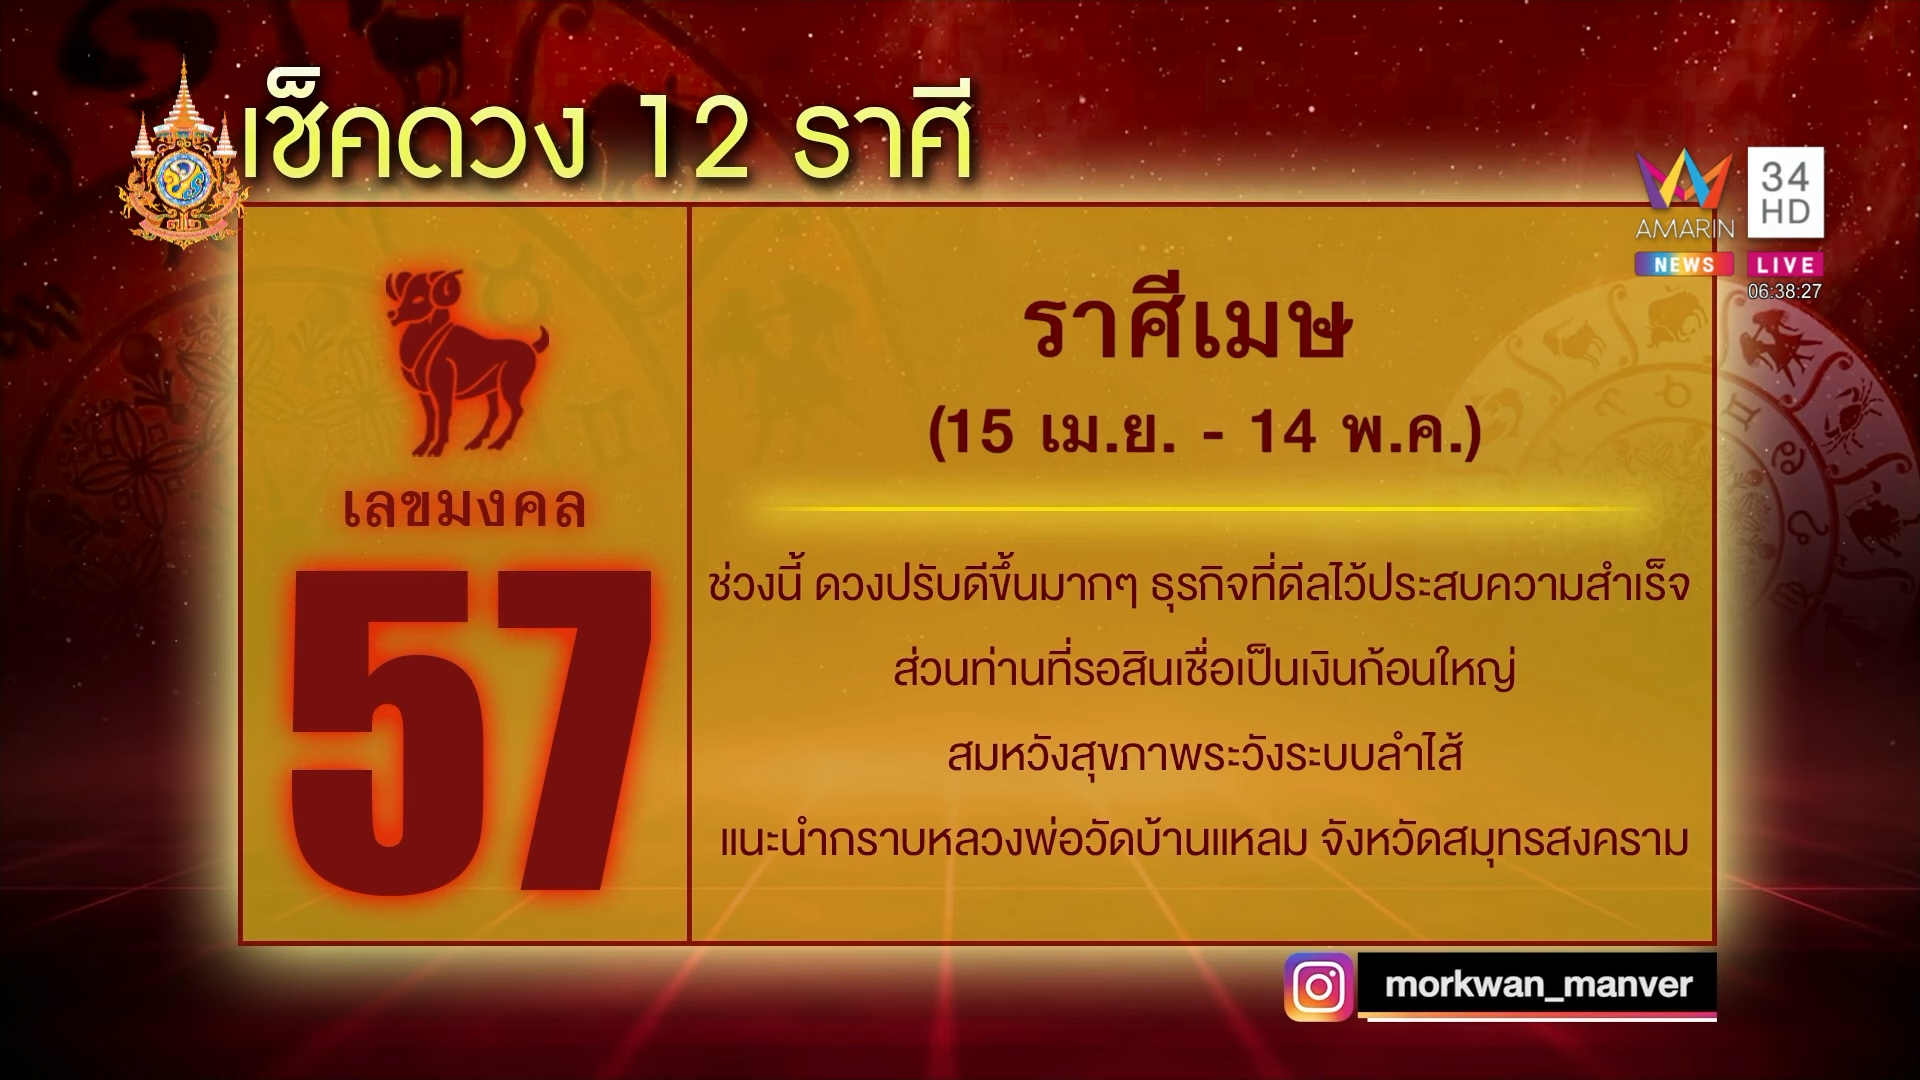 เช็คดวง 12 ราศี
AMARIN
34
HD
NEWS
LIVE
06:38:27
เลขมงคล
57
ราศีเมษ
(15 เม.ย. - 14 พ.ค.)
ช่วงนี้ ดวงปรับดีขึ้นมากๆ ธุรกิจที่ดีลไว้ประสบความสำเร็จ
ส่วนท่านที่รอสินเชื่อเป็นเงินก้อนใหญ่
สมหวังสุขภาพระวังระบบลำไส้
แนะนำกราบหลวงพ่อวัดบ้านแหลม จังหวัดสมุทรสงคราม
morkwan_manver